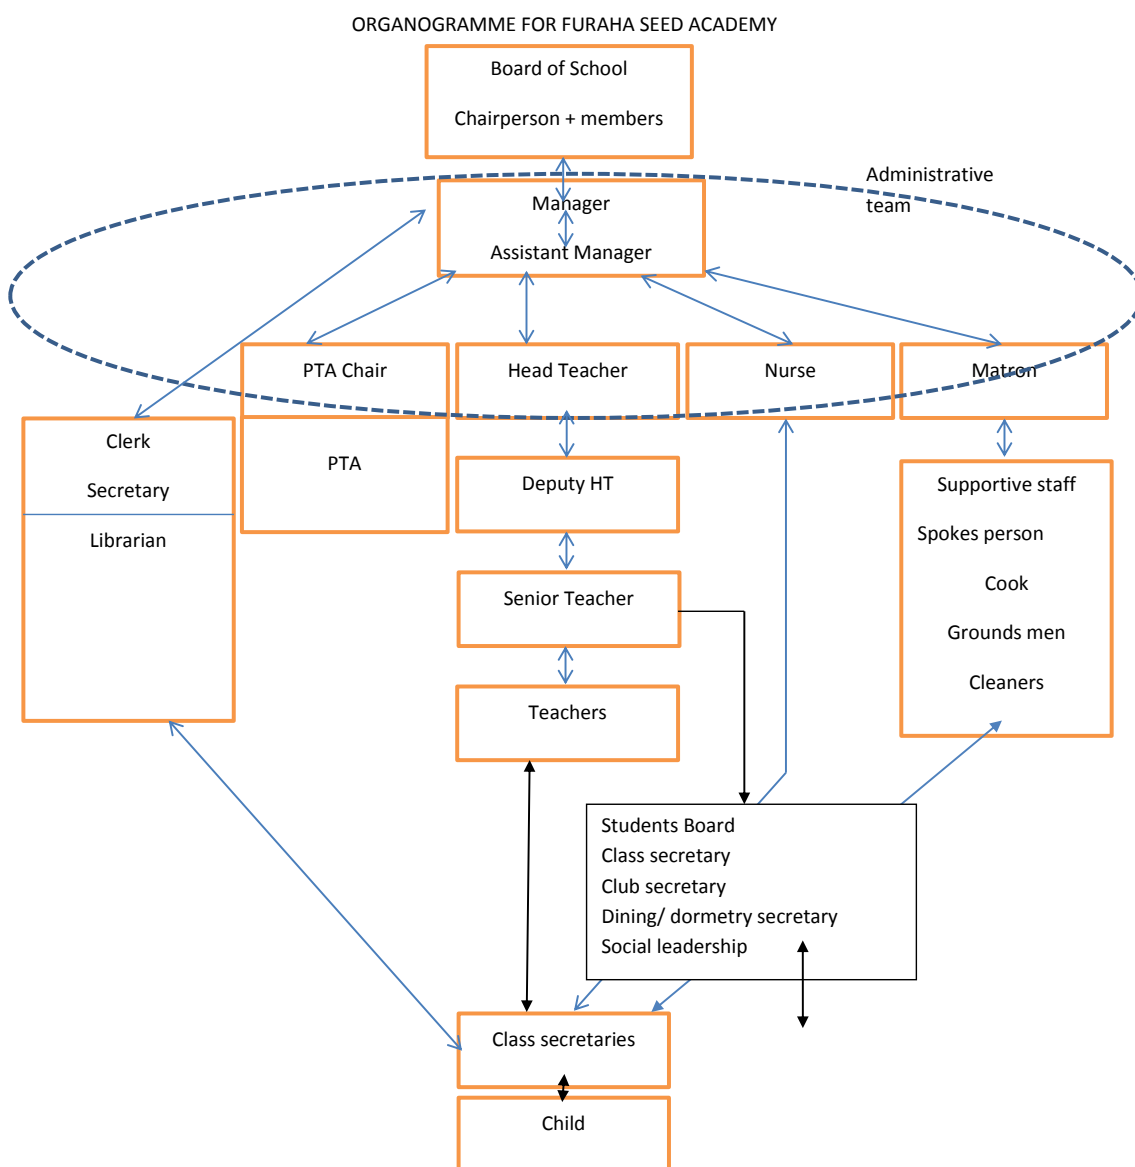 ORGANOGRAMME FOR FURAHA SEED ACADEMY
Board of School
Chairperson + members
Administrative
team
Manager
Assistant Manager
PTA Chair
Head Teacher
Nurse
Matron
Clerk
Secretary
Librarian
PTA
Deputy HT
Supportive staff
Spokes person
Cook
Grounds men
Cleaners
Senior Teacher
Teachers
Students Board
Class secretary
Club secretary
Dining/ dormetry secretary
Social leadership
Class secretaries
Child